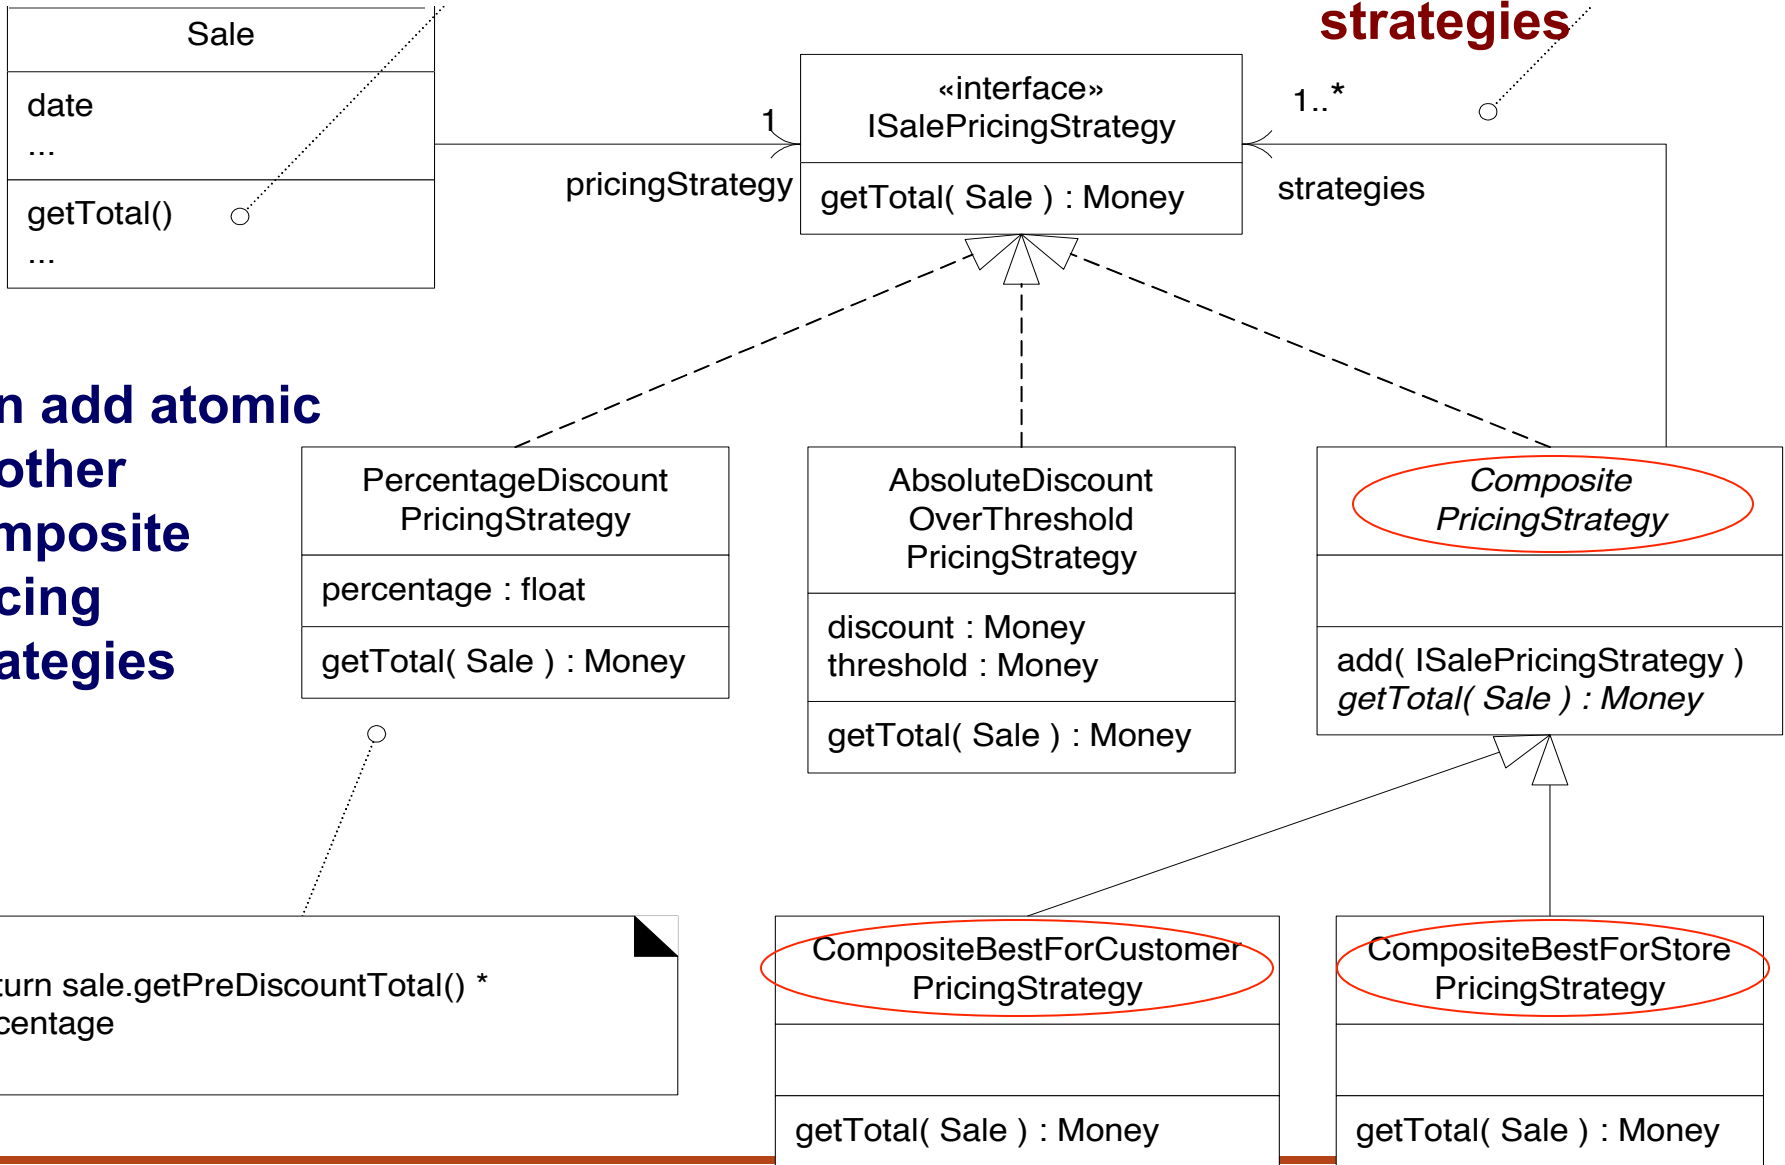 strategies
Sale
date
...
getTotal()
...
1
pricingStrategy
«interface»
ISalePricingStrategy
getTotal( Sale ) : Money
1..*
strategies
n add atomic
other
mposite
cing
ategies
PercentageDiscount
PricingStrategy
percentage : float
getTotal( Sale ) : Money
AbsoluteDiscount
OverThreshold
PricingStrategy
discount : Money
threshold : Money
getTotal( Sale ) : Money
Composite
PricingStrategy
add( ISalePricingStrategy )
getTotal( Sale ) : Money
turn sale.getPreDiscountTotal() *
centage
CompositeBestForCustomer
PricingStrategy
getTotal( Sale ) : Money
CompositeBestForStore
PricingStrategy
getTotal( Sale ) : Money